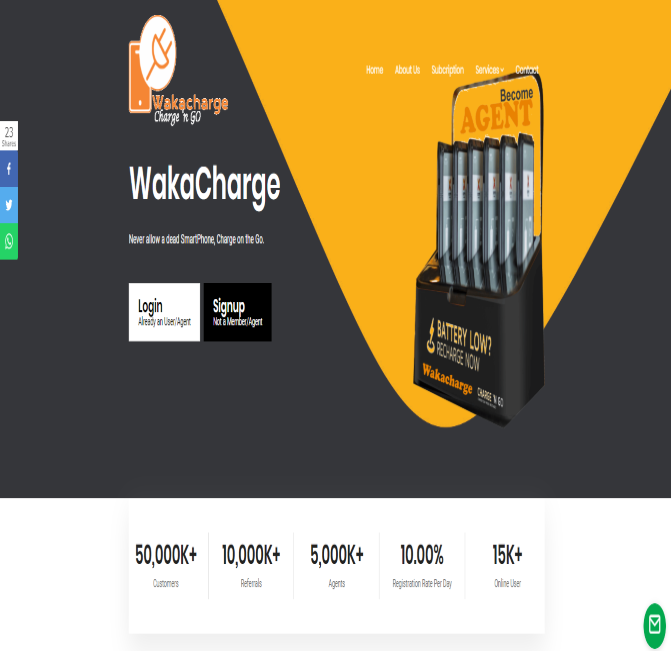 Wakacharge
Charge 'n GO
Home About Us Subcription Services Contact
23
Shares
WakaCharge
Never allow a dead SmartPhone, Charge on the Go.
Login
Already an User/Agent
Signup
Not a Member/Agent
Become
AGENT
BATTERY LOW?
RECHARGE NOW
Wakacharge
CHARGE 'N GO
50,000K+
Customers
10,000K+
Referrals
5,000K+
Agents
10.00%
Registration Rate Per Day
15K+
Online User